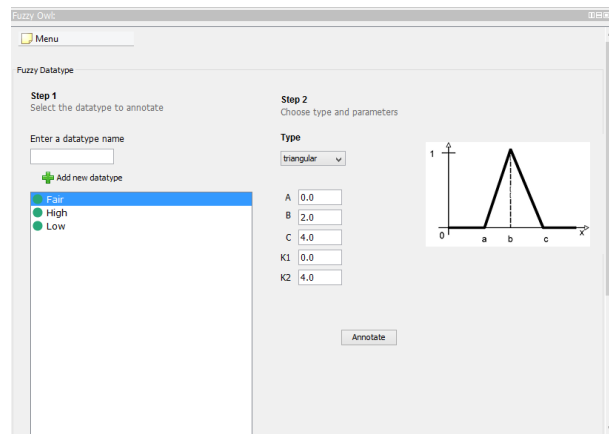 Fuzzy Owl:
Menu
Fuzzy Datatype
Step 1
Select the datatype to annotate
Enter a datatype name
Add new datatype
Fair
High
Low
Step 2
Choose type and parameters
Type
triangular
A 0.0
B 2.0
C 4.0
K1 0.0
K2 4.0
Annotate
1
0 a b c x